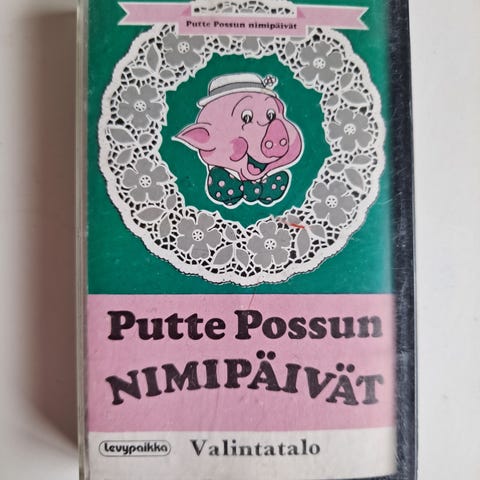 Putte Possun nimipäivät
Putte Possun
NIMIPÄIVÄT
Levypaikka Valintatalo